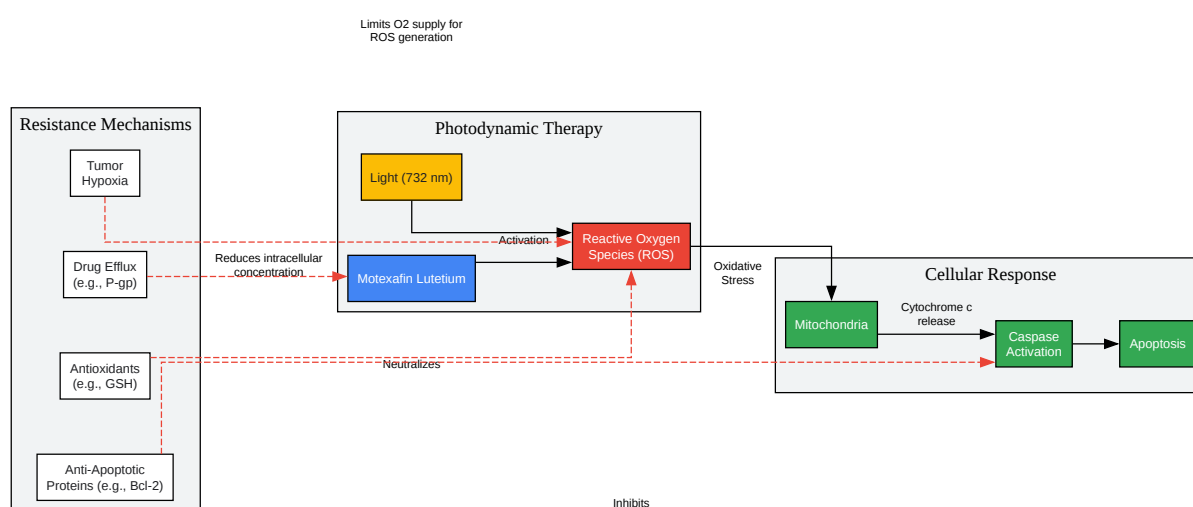 Limits O2 supply for
ROS generation
Resistance Mechanisms
Tumor
Hypoxia
Drug Efflux
(e.g., P-gp)
Antioxidants
(e.g., GSH)
Anti-Apoptotic
Proteins (e.g., Bcl-2)
Reduces intracellular
concentration
Photodynamic Therapy
Light (732 nm)
Activation
Motexafin Lutetium
Reactive Oxygen
Species (ROS)
Neutralizes
Oxidative
Stress
Cellular Response
Mitochondria
Cytochrome c
release
Caspase
Activation
Apoptosis
Inhibits